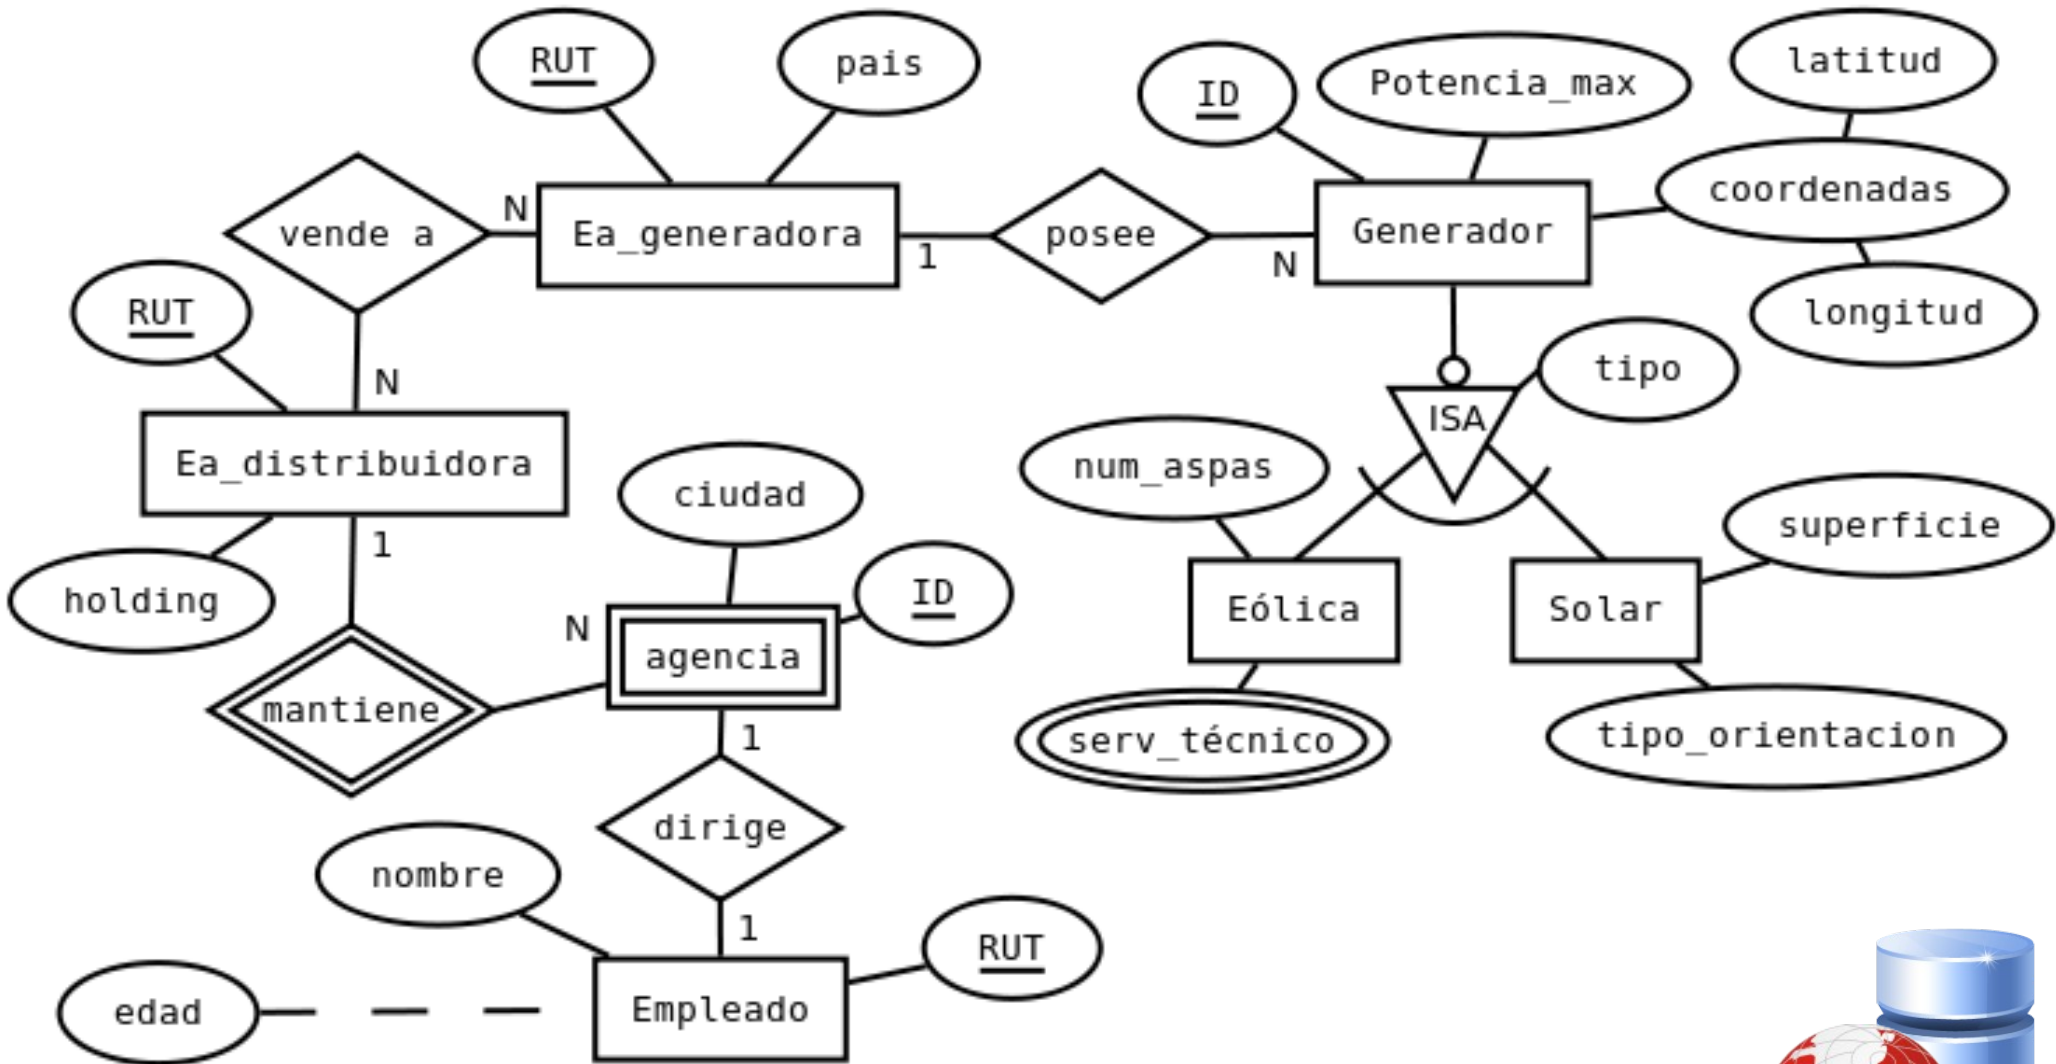 RUT
pais
ID
Potencia_max
latitud
coordenadas
longitud
vende a
N
Ea_generadora
1
posee
N
Generador
RUT
N
tipo
ISA
Ea_distribuidora
ciudad
num_aspas
superficie
1
holding
N
agencia
ID
Eólica
Solar
mantiene
1
serv_técnico
tipo_orientacion
dirige
nombre
1
RUT
edad
Empleado